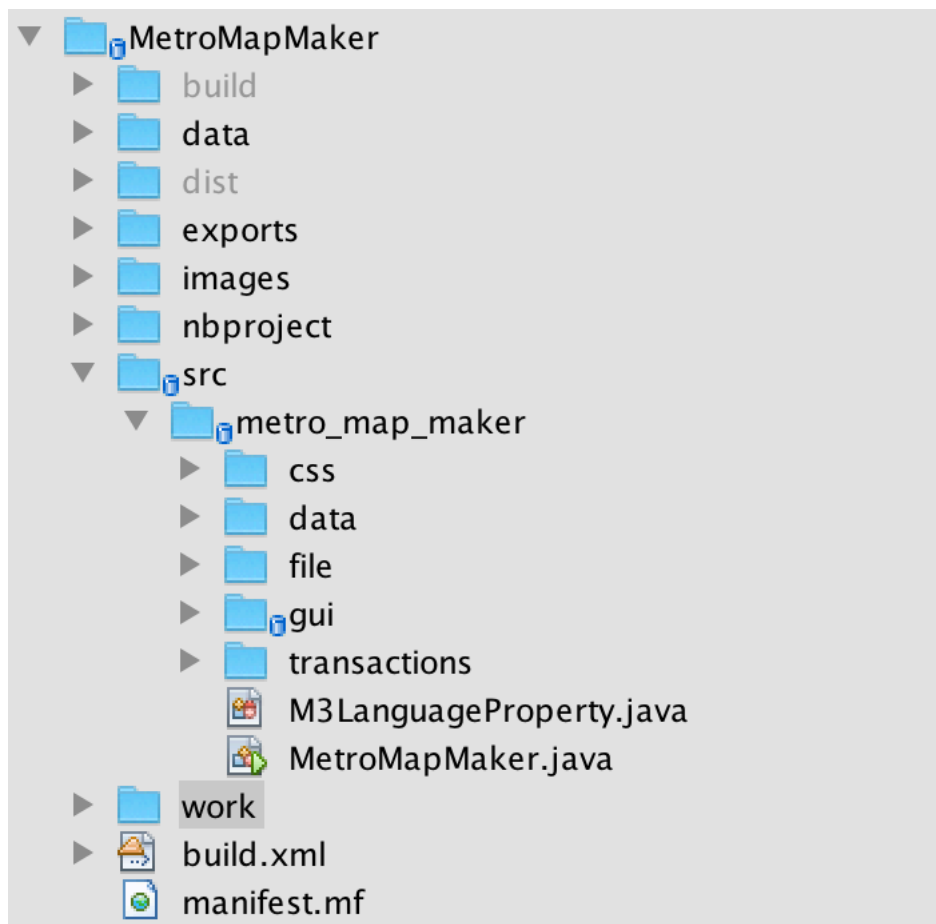 MetroMapMaker
build
data
dist
exports
images
nbproject
src
metro_map_maker
css
data
file
gui
transactions
M3LanguageProperty.java
MetroMapMaker.java
work
build.xml
manifest.mf